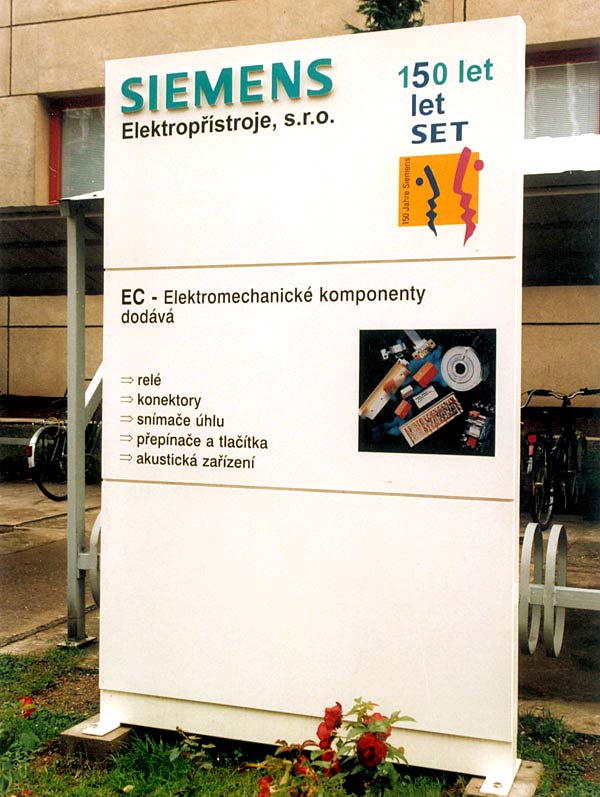 SIEMENS
Elektropřístroje, s.r.o.
150 let
let
SET
150 Jahre Siemens
EC - Elektromechanické komponenty
dodává
⇒ relé
⇒ konektory
⇒ snímače úhlu
⇒ přepínače a tlačítka
⇒ akustická zařízení